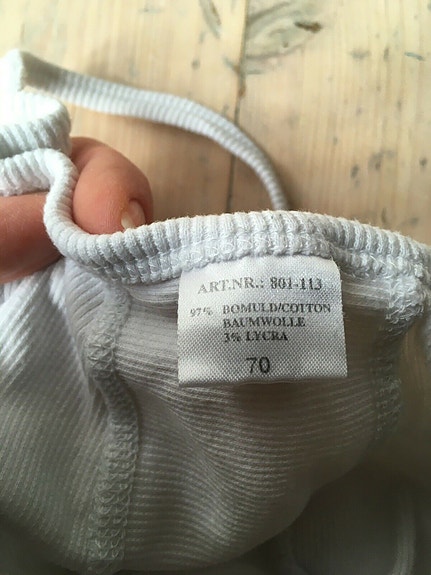 ART.NR.: 801-113
97% BOMULD/COTTON
BAUMWOLLE
3% LYCRA
70